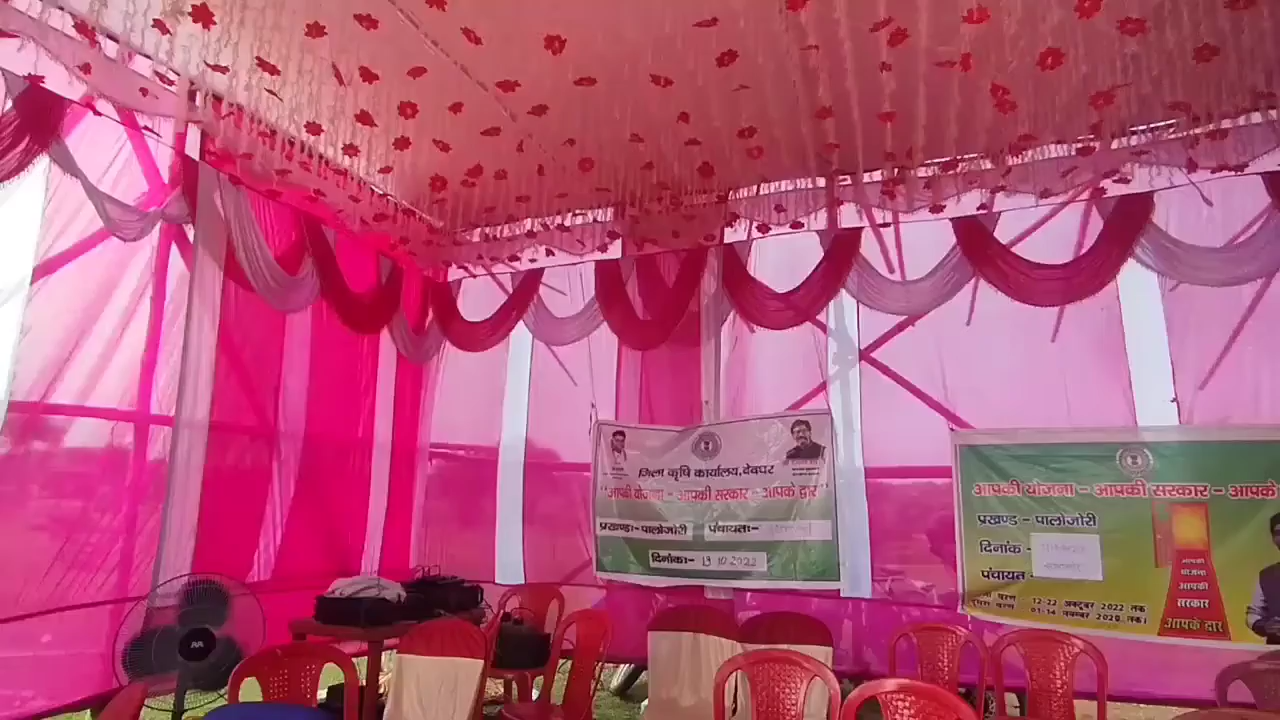 जिला कृषि कार्यालय, देवघर
"आपकी योजना - आपकी सरकार - आपके द्वार"
प्रखण्ड:- पालोजोरी पंचायत:-
दिनांक:- 13 10 2022
आपकी योजना - आपकी सरकार - आपके
प्रखण्ड - पालोजोरी
दिनांक -
पंचायत -
12-22 अक्टूबर 2022 तक
01-14 नवम्बर 2020 तक।
आपकी
योजना
आपकी
सरकार
आपके द्वार